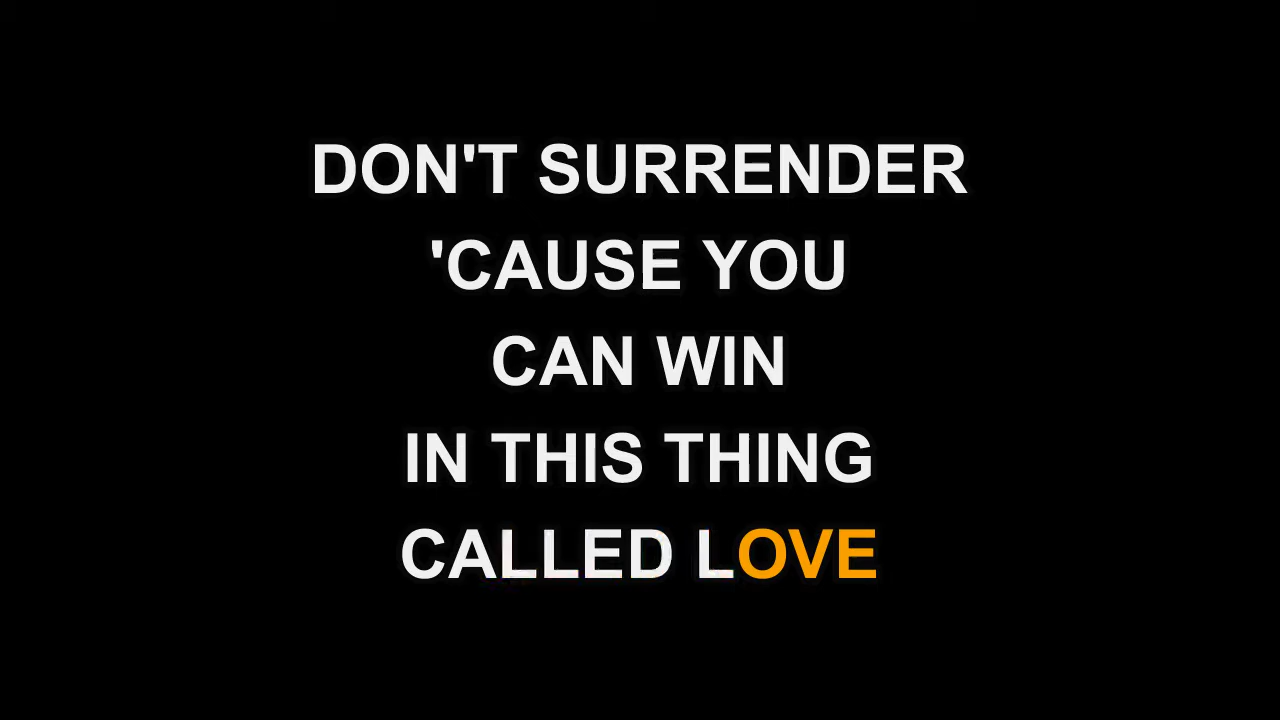 DON'T SURRENDER
'CAUSE YOU
CAN WIN
IN THIS THING
CALLED LOVE